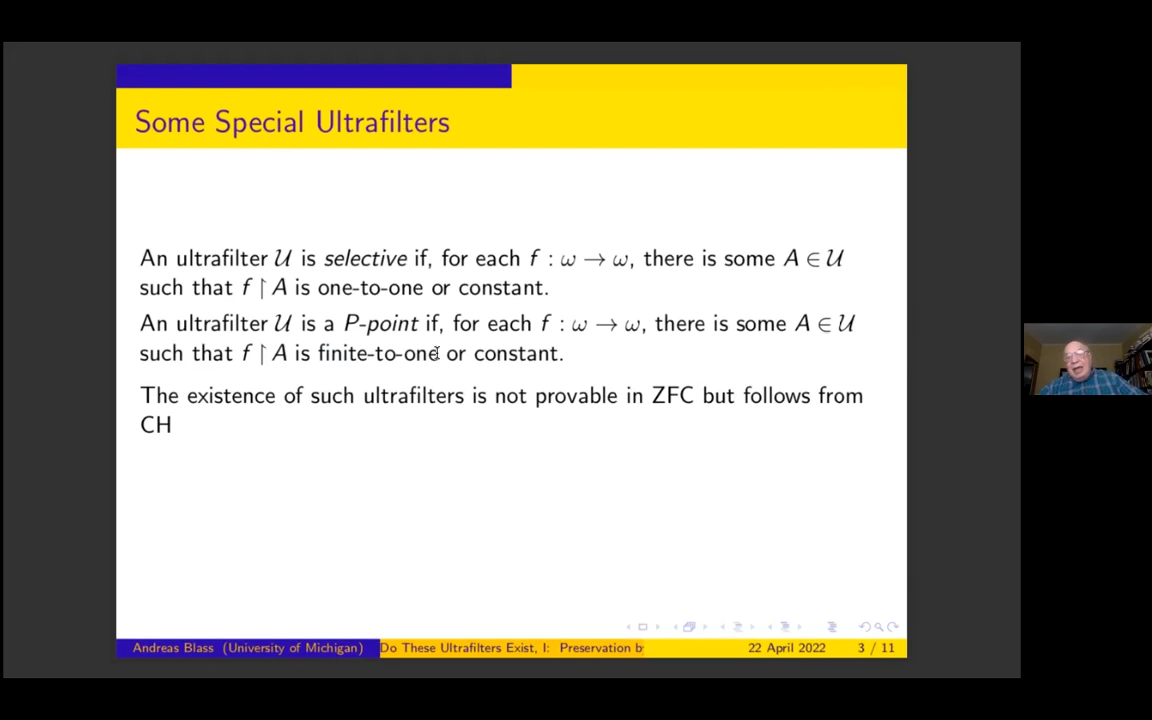 Some Special Ultrafilters
An ultrafilter 𝒰 is selective if, for each f : ω → ω, there is some A ∈ 𝒰
such that f ↾ A is one-to-one or constant.
An ultrafilter 𝒰 is a P-point if, for each f : ω → ω, there is some A ∈ 𝒰
such that f ↾ A is finite-to-one or constant.
The existence of such ultrafilters is not provable in ZFC but follows from
CH
Andreas Blass (University of Michigan) Do These Ultrafilters Exist, I: Preservation b 22 April 2022 3 / 11